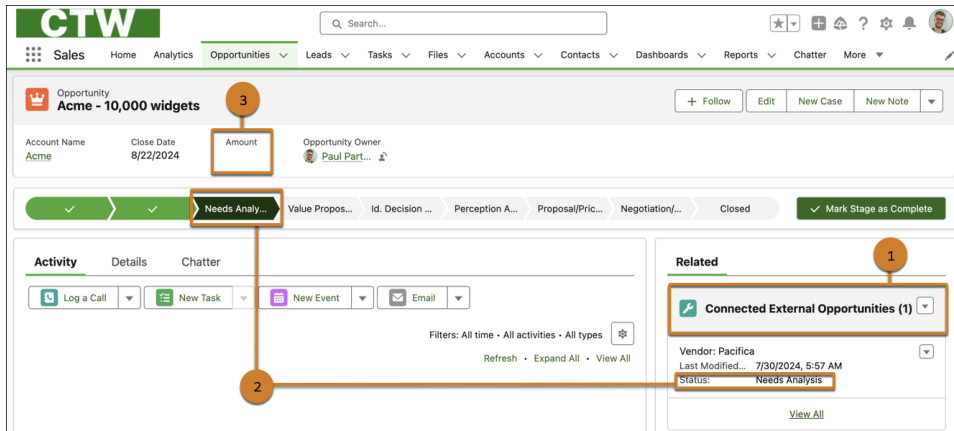 CTW
Search...
Sales Home Analytics Opportunities Leads Tasks Files Accounts Contacts Dashboards Reports Chatter More
Opportunity
Acme - 10,000 widgets
3
+ Follow Edit New Case New Note
Account Name Close Date Amount Opportunity Owner
Acme 8/22/2024 Paul Part...
Needs Analy... Value Propos... Id. Decision ... Perception A... Proposal/Pric... Negotiation/... Closed Mark Stage as Complete
Activity Details Chatter
Related
1
Log a Call New Task New Event Email
Connected External Opportunities (1)
Filters: All time • All activities • All types
Refresh • Expand All • View All
Vendor: Pacifica
Last Modified... 7/30/2024, 5:57 AM
Status: Needs Analysis
2
View All